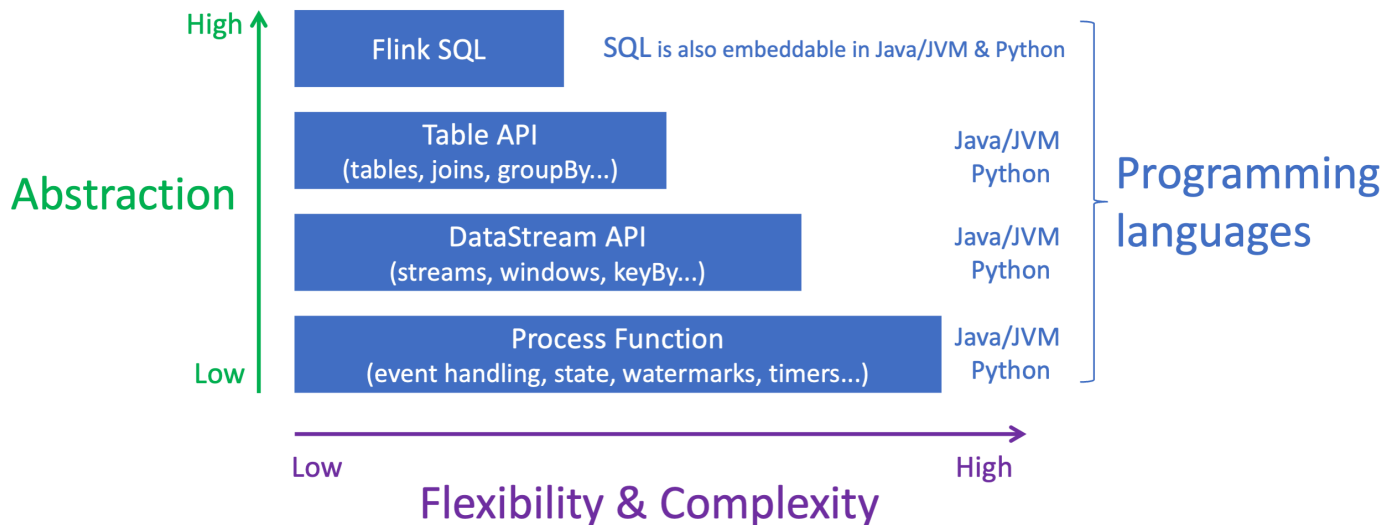 High
Flink SQL
SQL is also embeddable in Java/JVM & Python
Table API
(tables, joins, groupBy...)
Java/JVM
Python
Abstraction
Programming
languages
DataStream API
(streams, windows, keyBy...)
Java/JVM
Python
Process Function
(event handling, state, watermarks, timers...)
Java/JVM
Python
Low
Low
High
Flexibility & Complexity